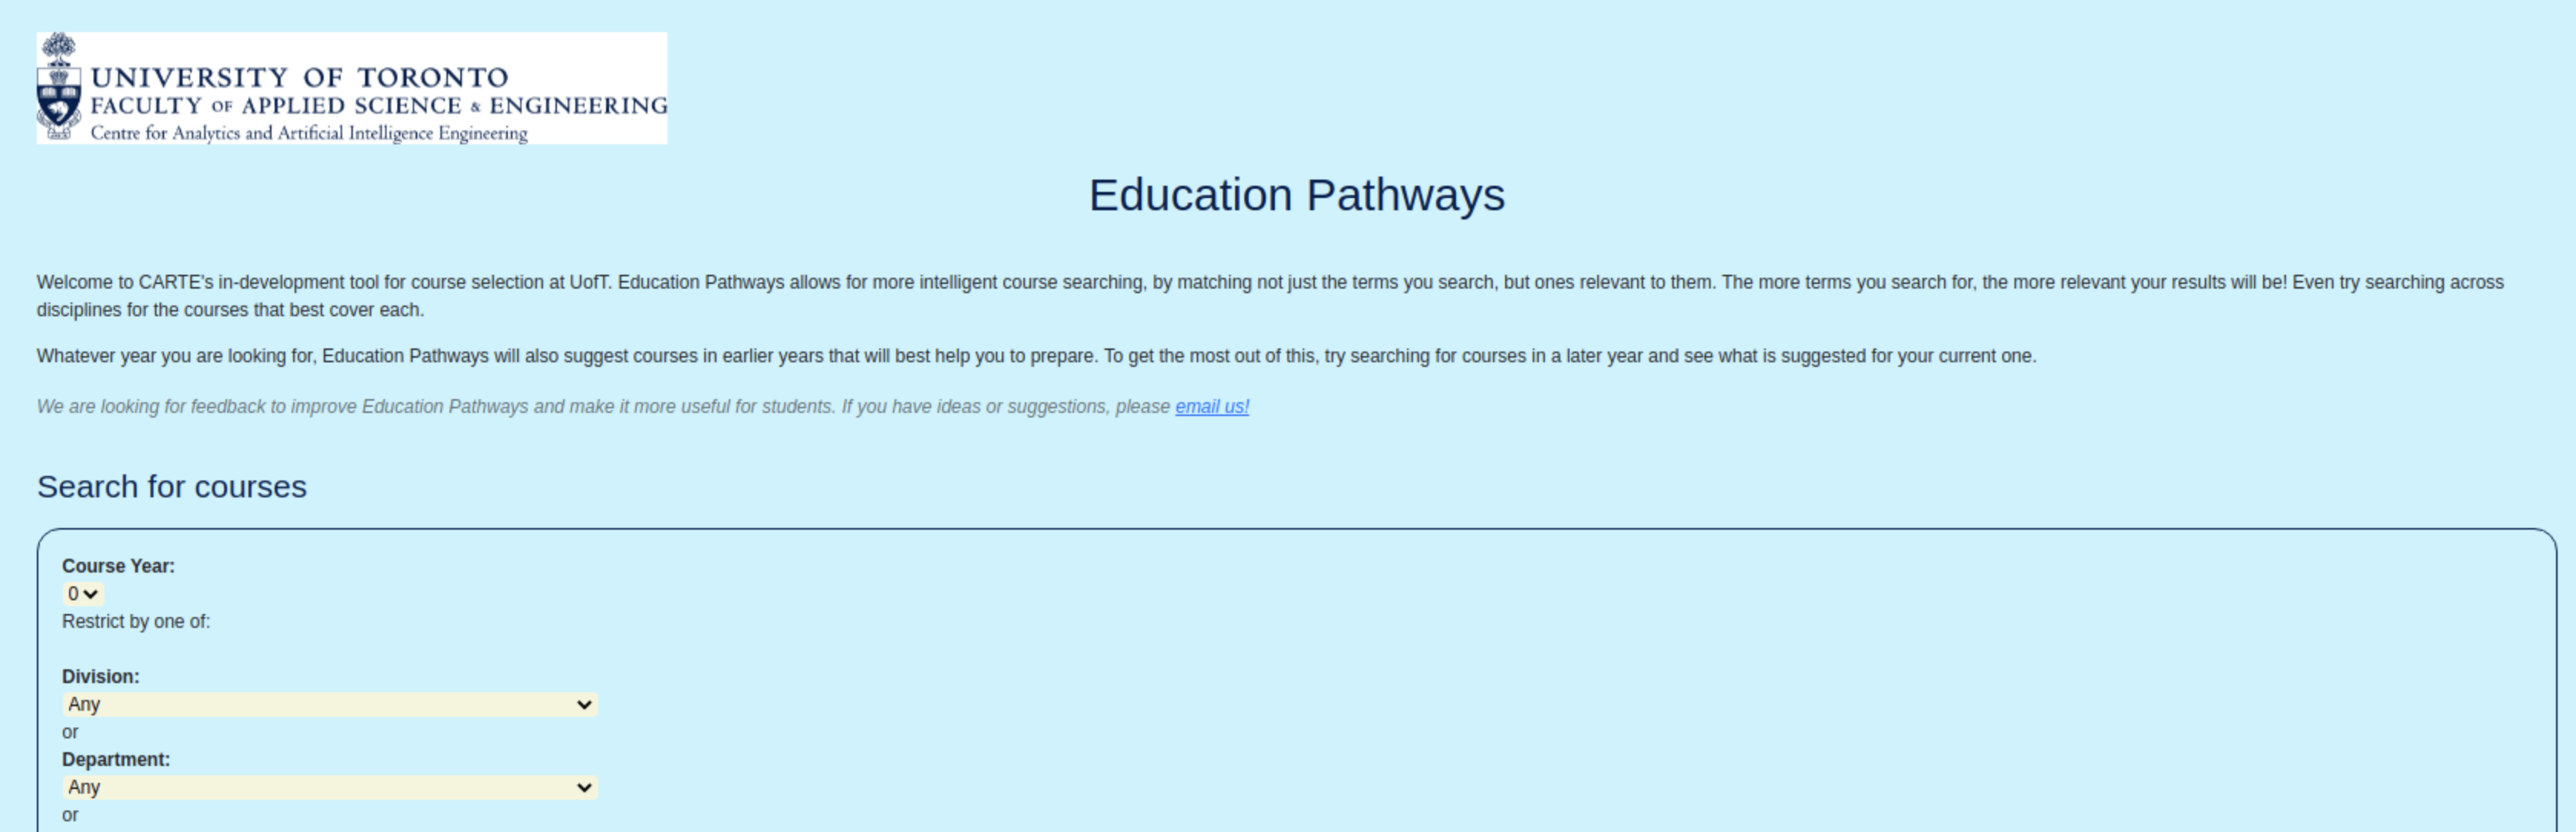 UNIVERSITY OF TORONTO
FACULTY OF APPLIED SCIENCE & ENGINEERING
Centre for Analytics and Artificial Intelligence Engineering
Education Pathways
Welcome to CARTE's in-development tool for course selection at UofT. Education Pathways allows for more intelligent course searching, by matching not just the terms you search, but ones relevant to them. The more terms you search for, the more relevant your results will be! Even try searching across
disciplines for the courses that best cover each.
Whatever year you are looking for, Education Pathways will also suggest courses in earlier years that will best help you to prepare. To get the most out of this, try searching for courses in a later year and see what is suggested for your current one.
We are looking for feedback to improve Education Pathways and make it more useful for students. If you have ideas or suggestions, please email us!
Search for courses
Course Year:
0
Restrict by one of:
Division:
Any
or
Department:
Any
or